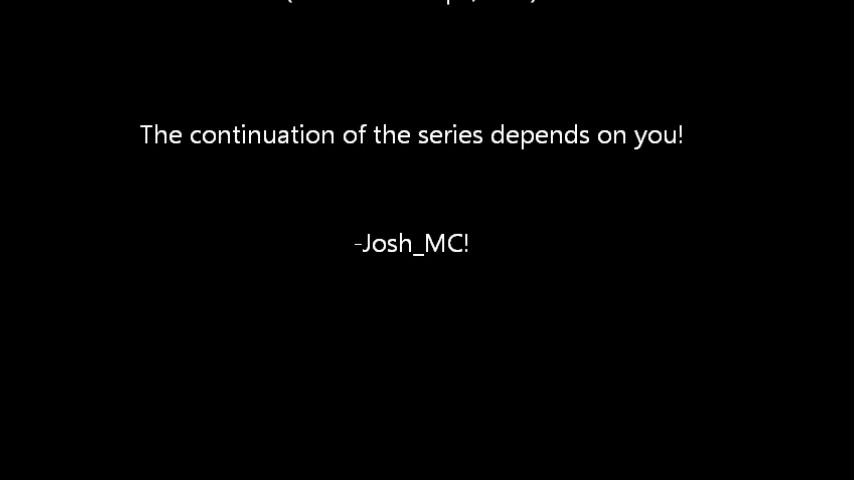 The continuation of the series depends on you!
-Josh_MC!